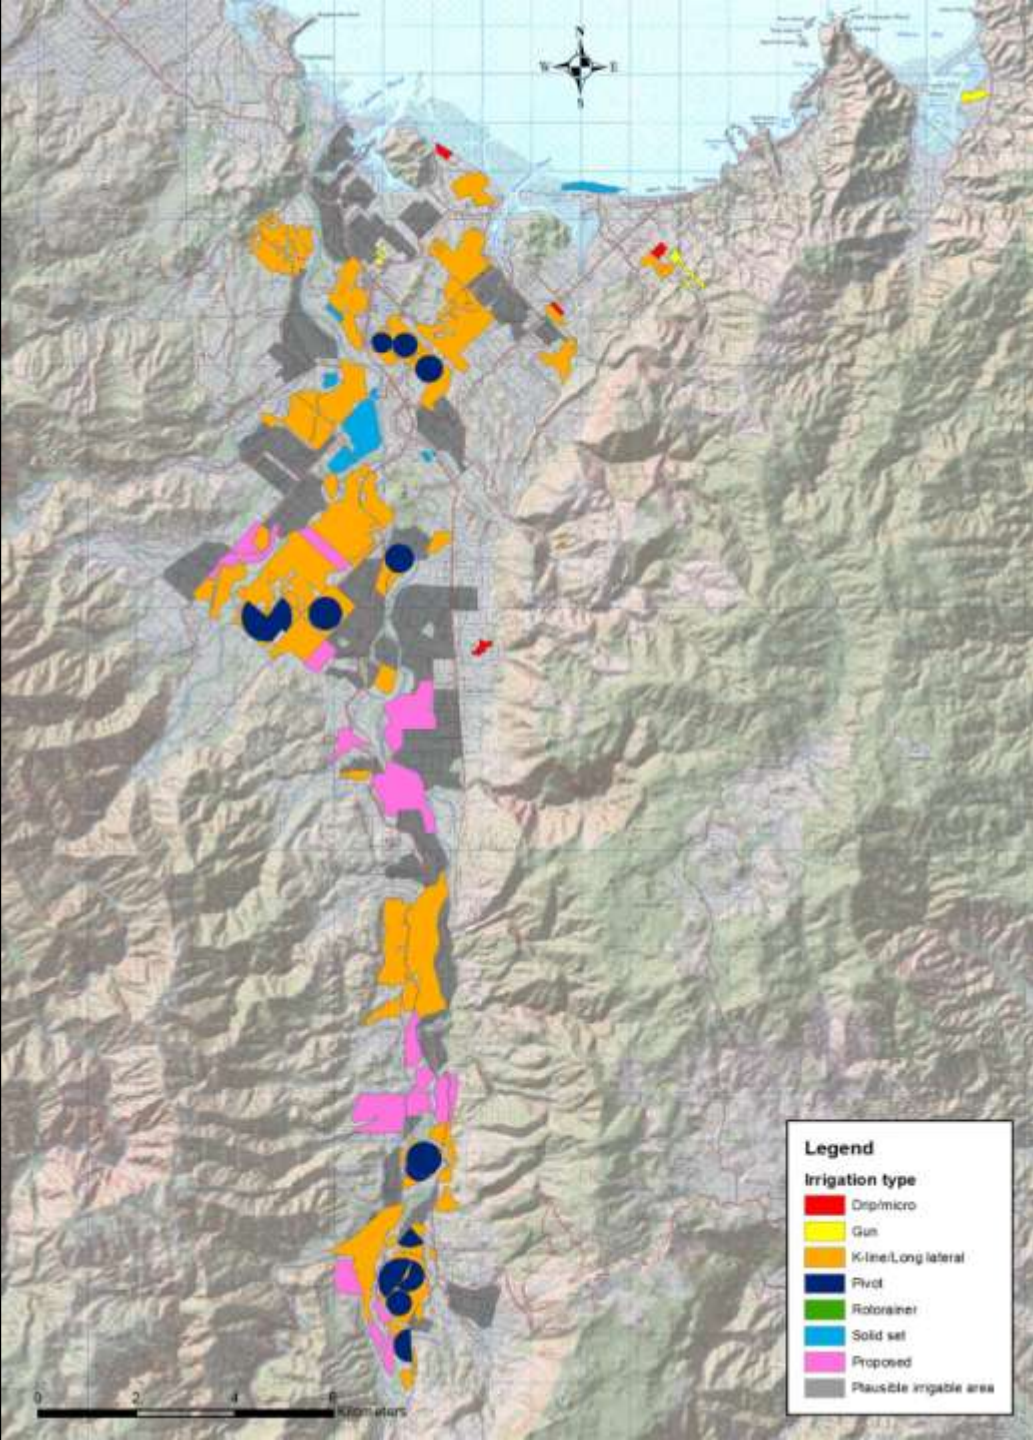 N
W E
S
Legend
Irrigation type
Drip/micro
Gun
K-line/Long lateral
Pivot
Rotorainer
Solid set
Proposed
Plausible irrigable area
0 2 4 8
Kilometers